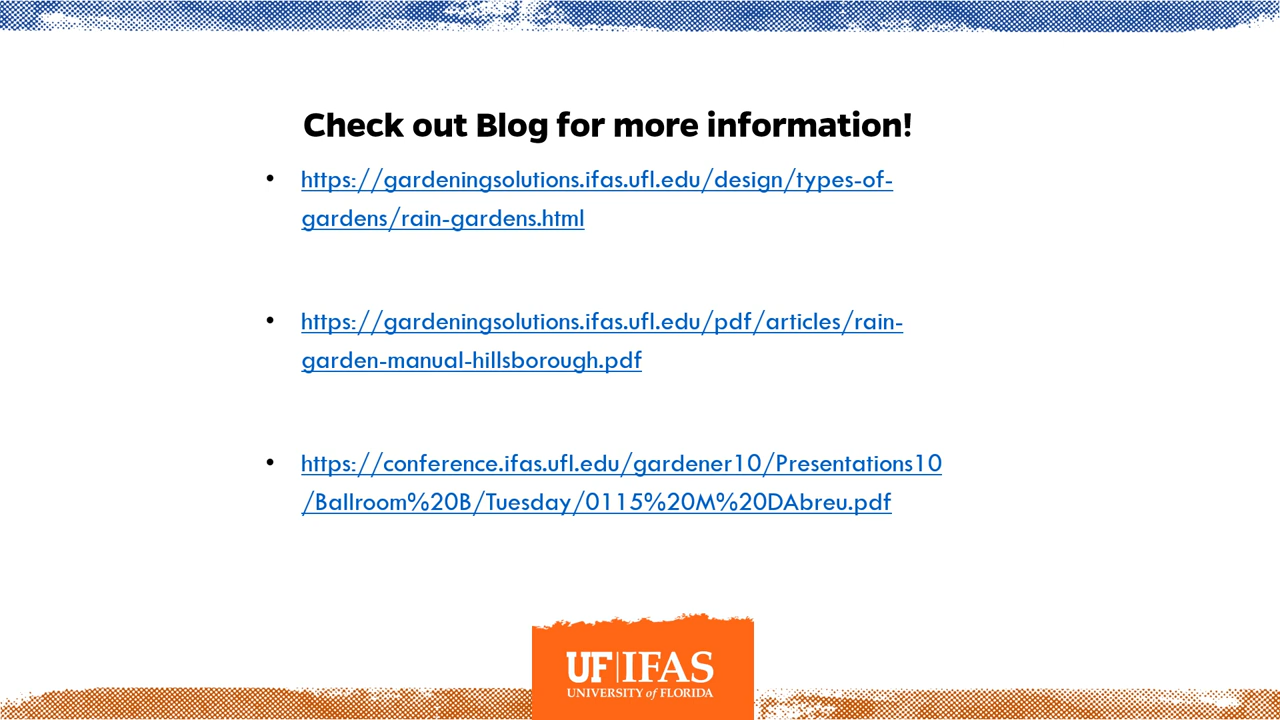 Check out Blog for more information!
• https://gardeningsolutions.ifas.ufl.edu/design/types-of-
gardens/rain-gardens.html
• https://gardeningsolutions.ifas.ufl.edu/pdf/articles/rain-
garden-manual-hillsborough.pdf
• https://conference.ifas.ufl.edu/gardener10/Presentations10
/Ballroom%20B/Tuesday/0115%20M%20DAbreu.pdf
UF|IFAS
UNIVERSITY of FLORIDA